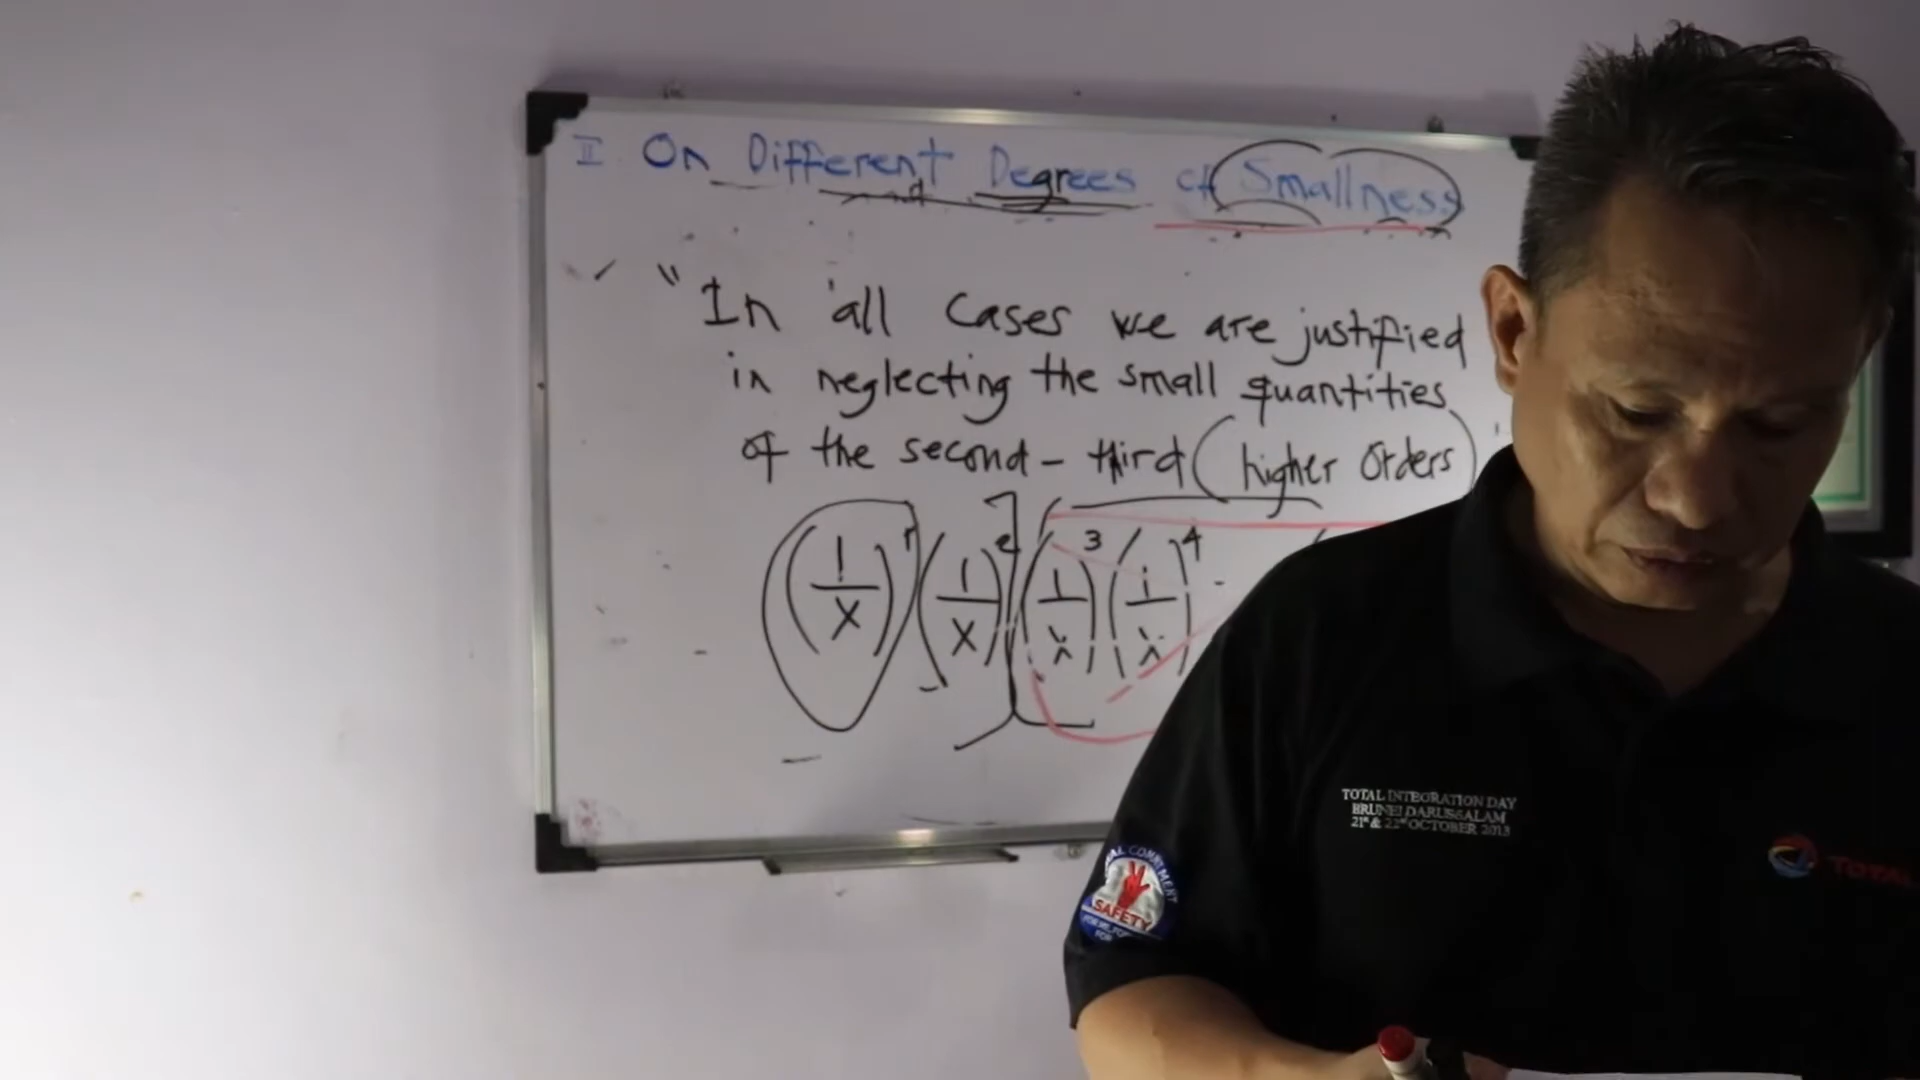 II On Different Degrees of Smallness
"In all cases we are justified
in neglecting the small quantities
of the second - third (higher orders)
(1/x)^1 (1/x)^2 (1/x)^3 (1/x)^4
TOTAL INTEGRATION DAY
BRUNEI DARUSSALAM
21st & 22nd OCTOBER 2013
TOTAL
COMMITMENT
SAFETY